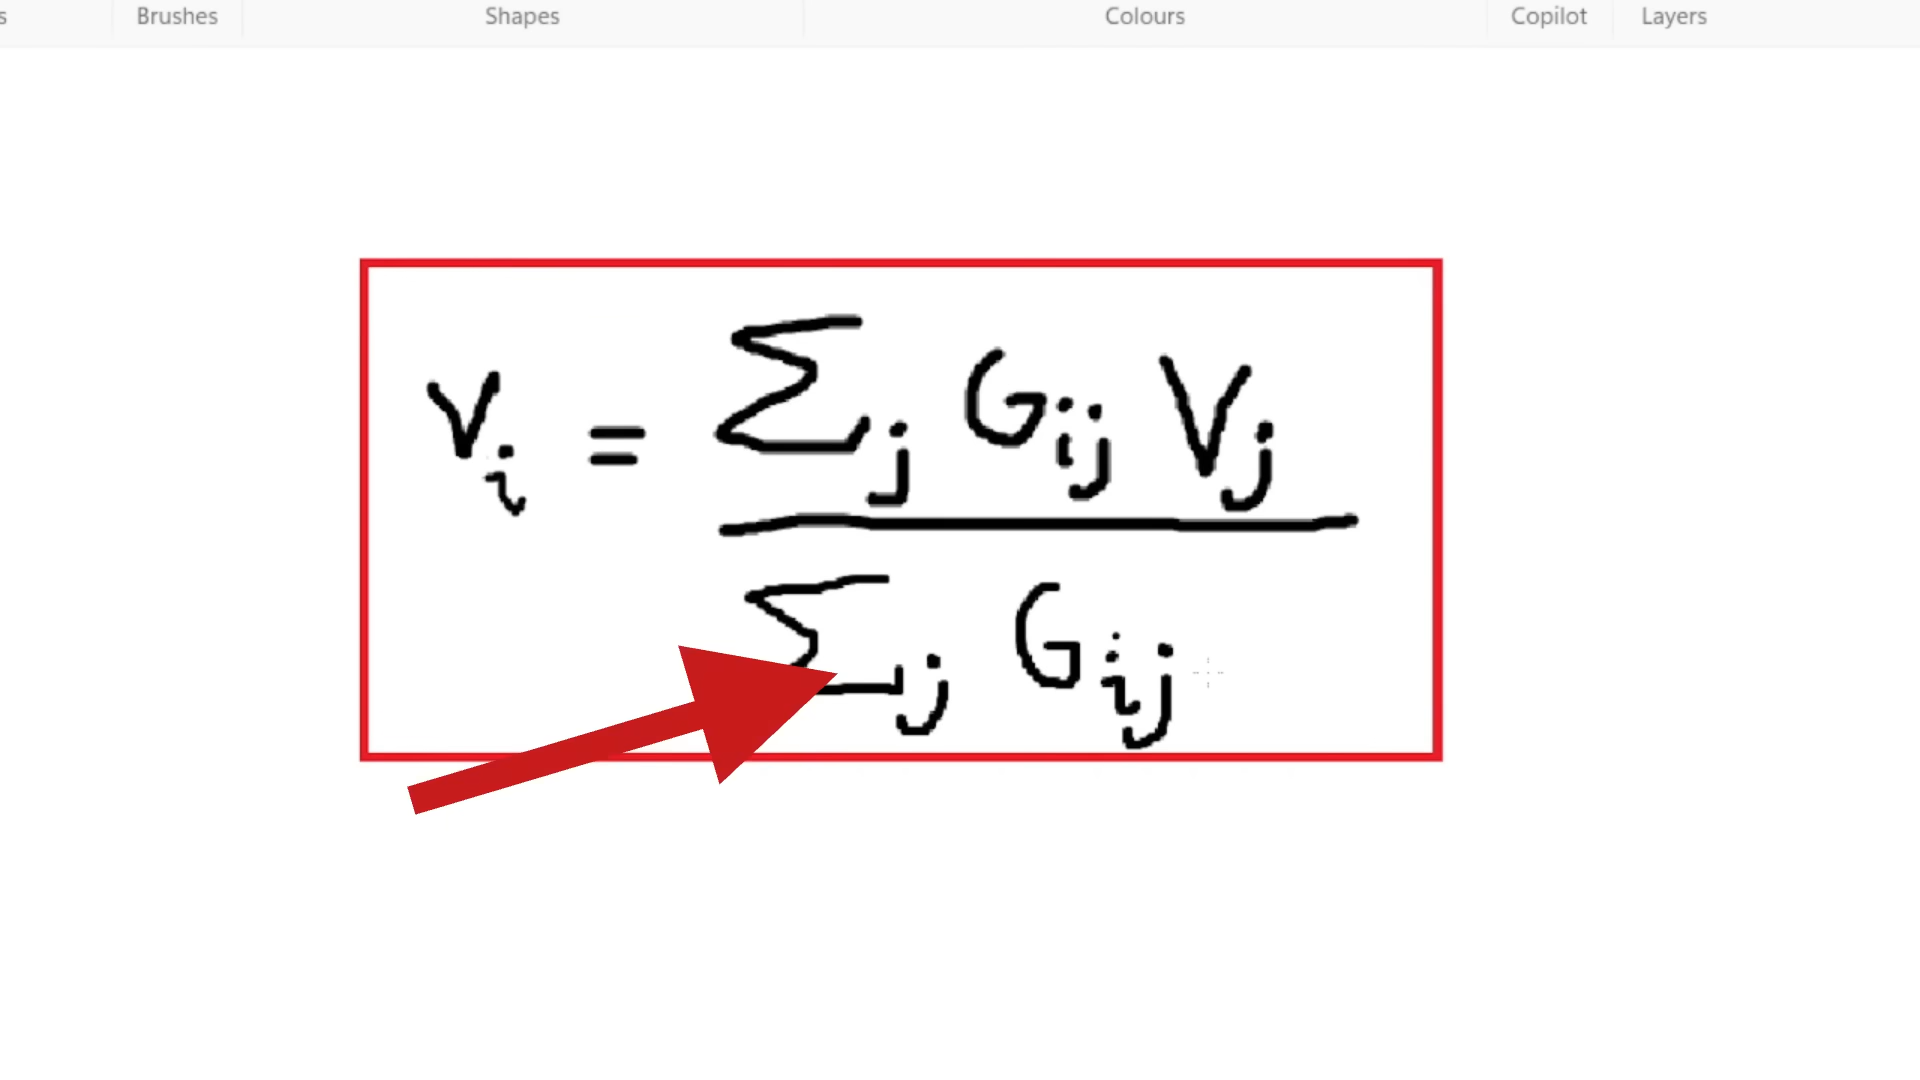 s Brushes Shapes Colours Copilot Layers
V_i = Σ_j G_ij V_j
Σ_j G_ij